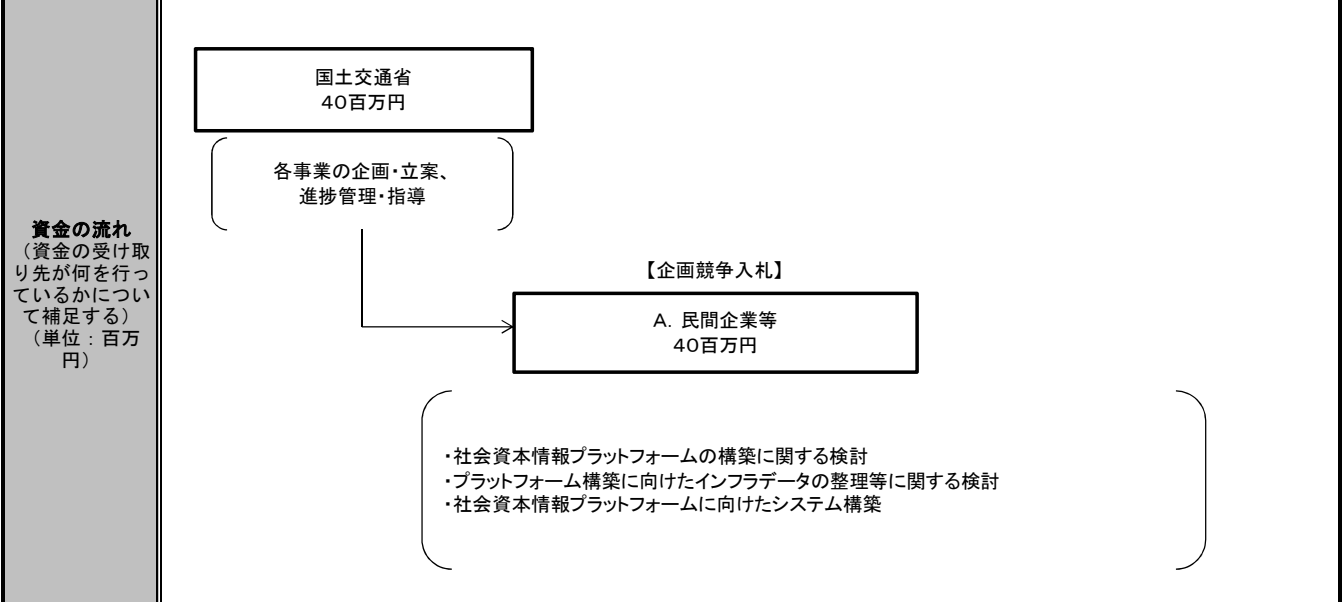 資金の流れ
（資金の受け取
り先が何を行っ
ているかについ
て補足する）
（単位：百万
円）
国土交通省
４０百万円
各事業の企画・立案、
進捗管理・指導
【企画競争入札】
Ａ．民間企業等
４０百万円
・社会資本情報プラットフォームの構築に関する検討
・プラットフォーム構築に向けたインフラデータの整理等に関する検討
・社会資本情報プラットフォームに向けたシステム構築